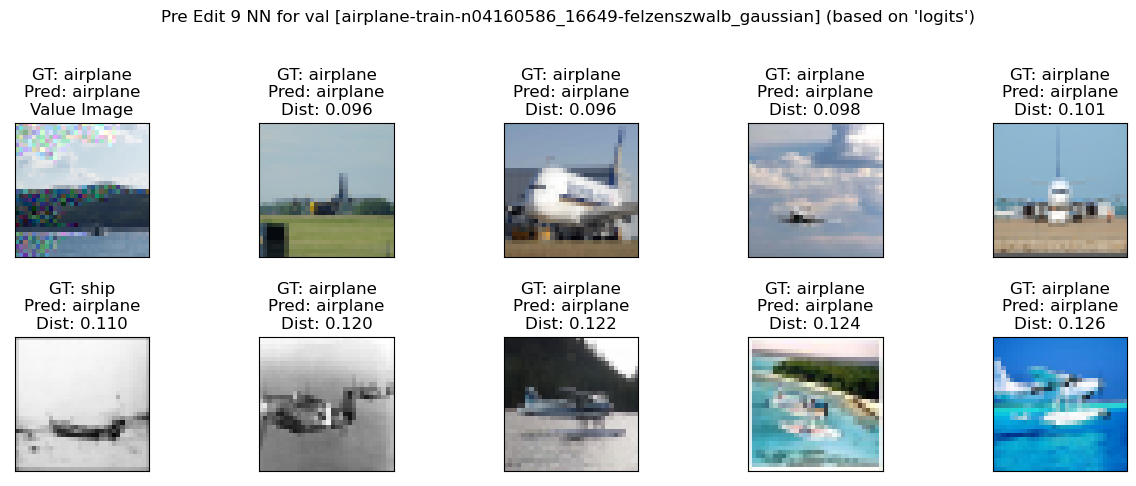 Pre Edit 9 NN for val [airplane-train-n04160586_16649-felzenszwalb_gaussian] (based on 'logits')
GT: airplane
Pred: airplane
Value Image
GT: airplane
Pred: airplane
Dist: 0.096
GT: airplane
Pred: airplane
Dist: 0.096
GT: airplane
Pred: airplane
Dist: 0.098
GT: airplane
Pred: airplane
Dist: 0.101
GT: ship
Pred: airplane
Dist: 0.110
GT: airplane
Pred: airplane
Dist: 0.120
GT: airplane
Pred: airplane
Dist: 0.122
GT: airplane
Pred: airplane
Dist: 0.124
GT: airplane
Pred: airplane
Dist: 0.126